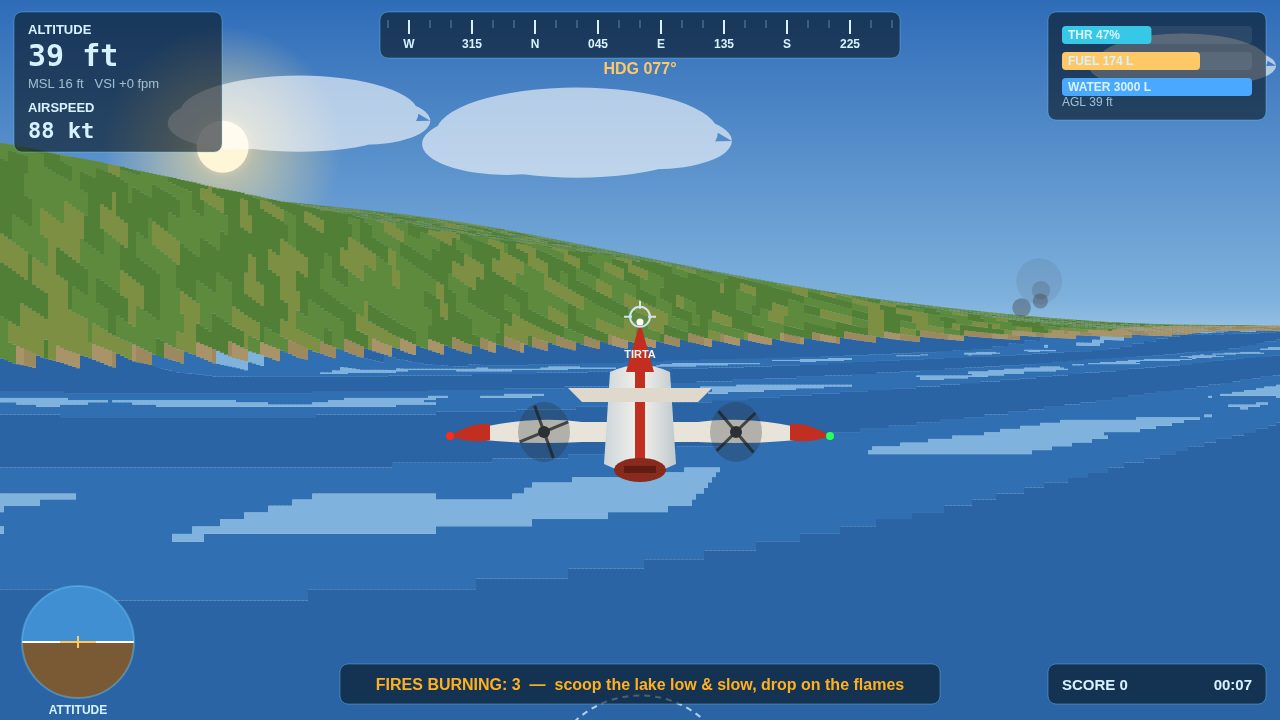 ALTITUDE
39 ft
MSL 16 ft VSI +0 fpm
AIRSPEED
88 kt
W 315 N 045 E 135 S 225
HDG 077°
THR 47%
FUEL 174 L
WATER 3000 L
AGL 39 ft
TIRTA
ATTITUDE
FIRES BURNING: 3 — scoop the lake low & slow, drop on the flames
SCORE 0 00:07